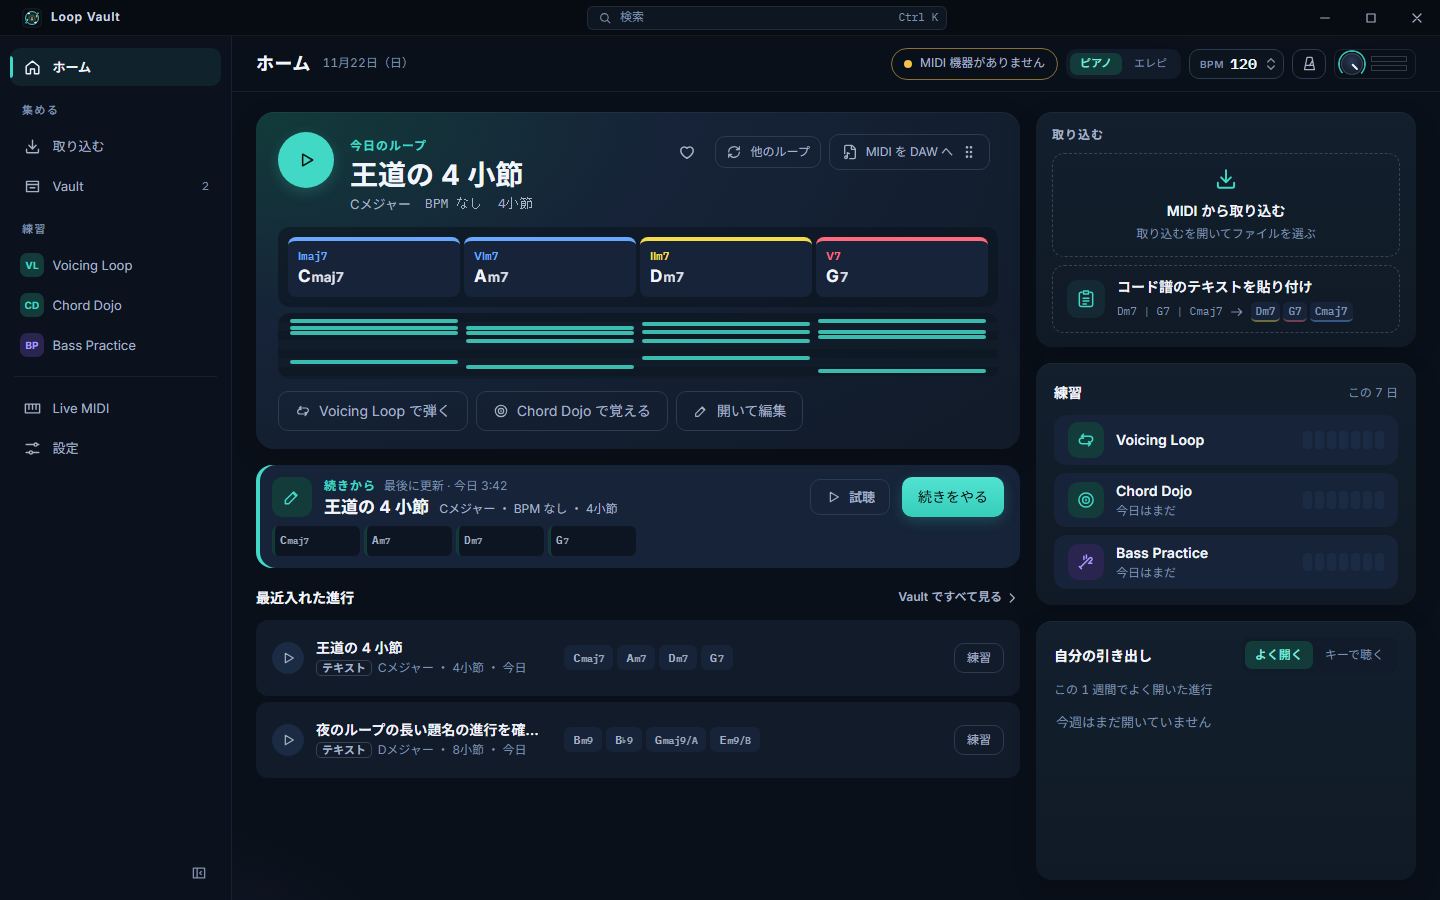 Loop Vault
検索
Ctrl K
ホーム
集める
取り込む
Vault
2
練習
VL Voicing Loop
CD Chord Dojo
BP Bass Practice
Live MIDI
設定
ホーム 11月22日（日）
MIDI 機器がありません
ピアノ エレピ
BPM 120
今日のループ
王道の 4 小節
Cメジャー BPM なし 4小節
他のループ
MIDI を DAW へ
Imaj7 VIm7 IIm7 V7
Cmaj7 Am7 Dm7 G7
Voicing Loop で弾く
Chord Dojo で覚える
開いて編集
続きから 最後に更新・今日 3:42
王道の 4 小節 Cメジャー ・ BPM なし ・ 4小節
試聴
続きをやる
Cmaj7 Am7 Dm7 G7
最近入れた進行
Vault ですべて見る
王道の 4 小節
テキスト Cメジャー ・ 4小節 ・ 今日
Cmaj7 Am7 Dm7 G7
練習
夜のループの長い題名の進行を確...
テキスト Dメジャー ・ 8小節 ・ 今日
Bm9 B♭9 Gmaj9/A Em9/B
練習
取り込む
MIDI から取り込む
取り込むを開いてファイルを選ぶ
コード譜のテキストを貼り付け
Dm7 | G7 | Cmaj7 → Dm7 G7 Cmaj7
練習
この 7 日
Voicing Loop
Chord Dojo
今日はまだ
Bass Practice
今日はまだ
自分の引き出し
よく開く キーで聴く
この 1 週間でよく開いた進行
今週はまだ開いていません